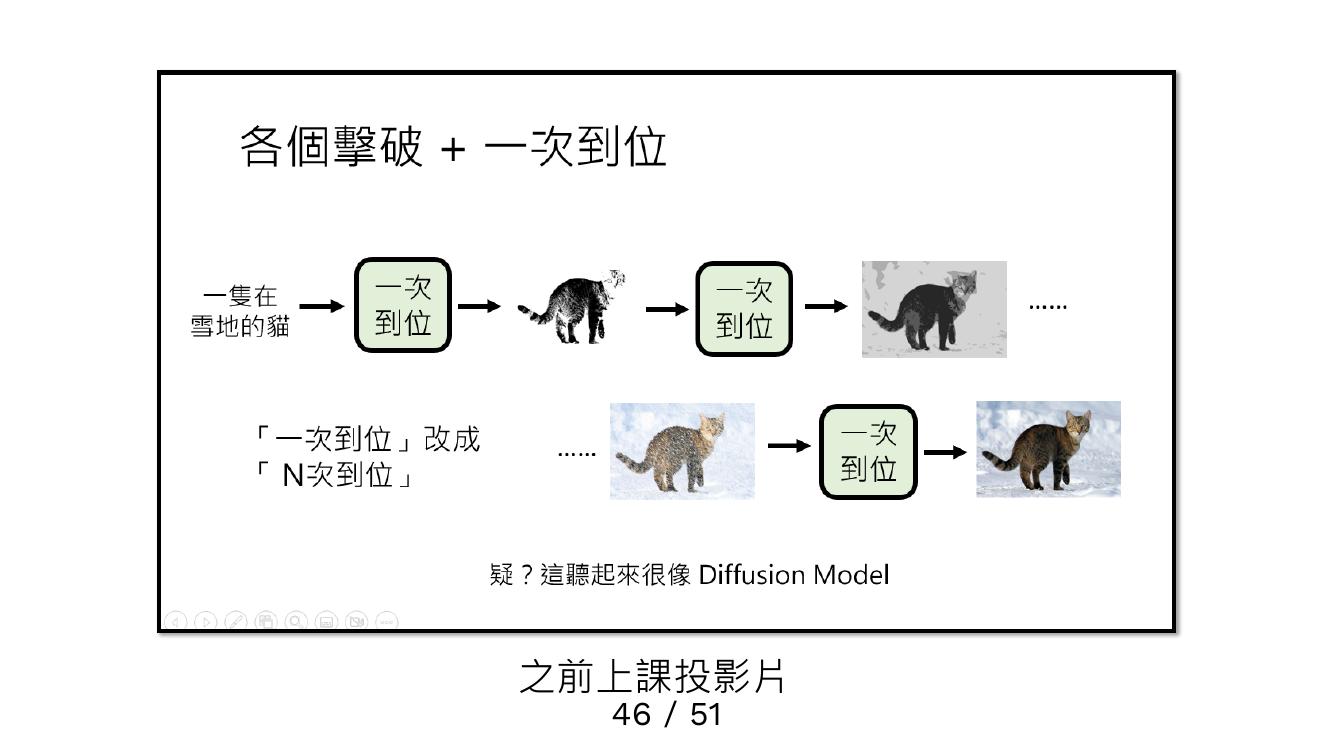 各個擊破 + 一次到位
一隻在
雪地的貓
一次
到位
一次
到位
……
「一次到位」改成
「 N次到位」
……
一次
到位
疑？這聽起來很像 Diffusion Model
之前上課投影片
46 / 51